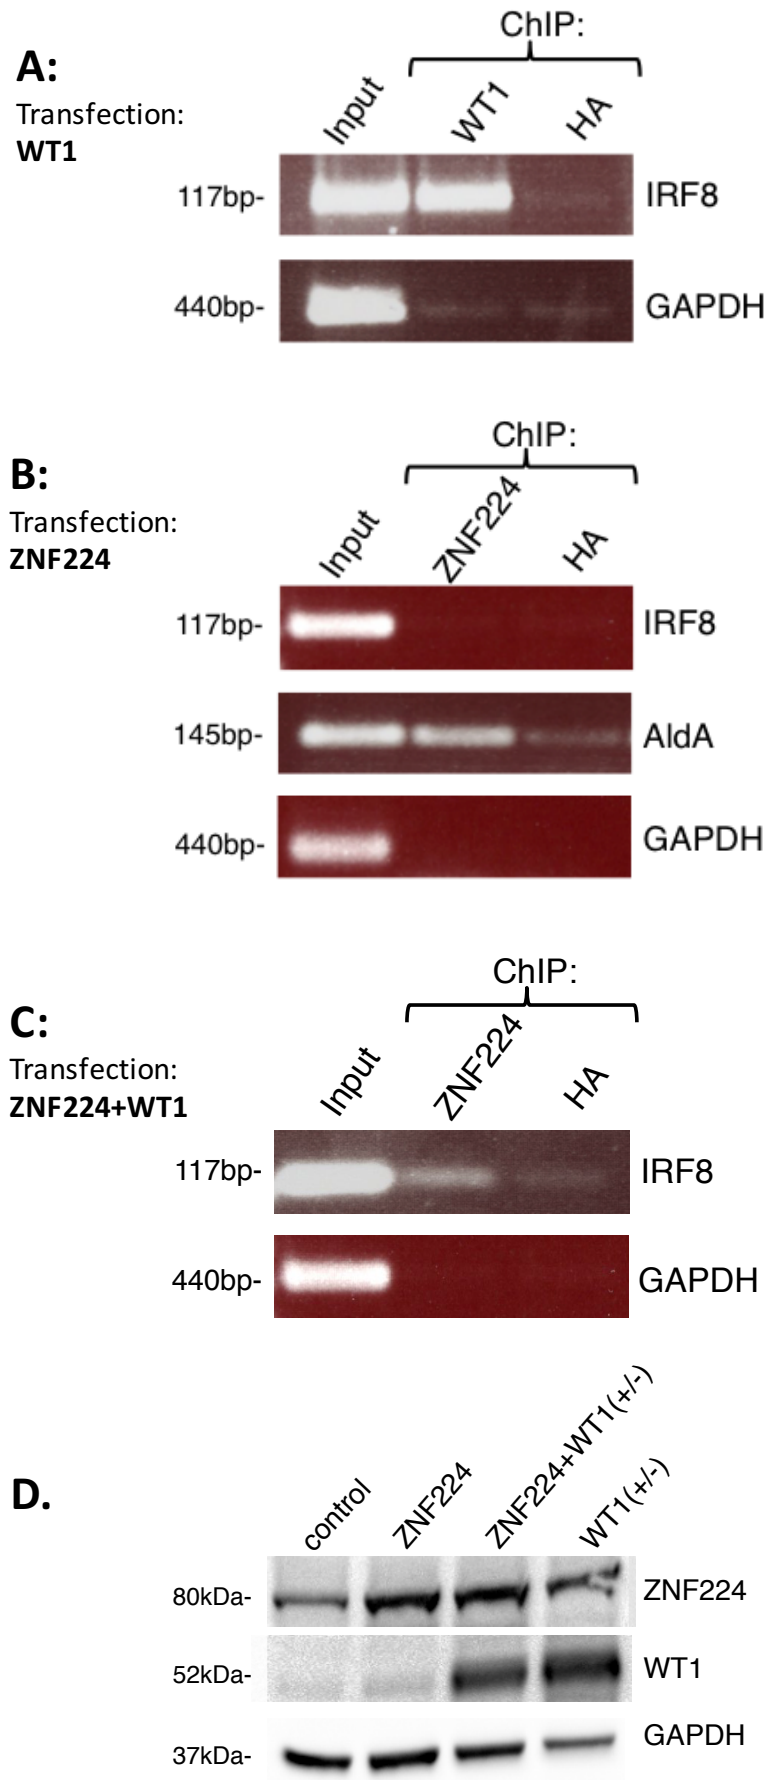 A:
Transfection:
WT1
ChIP:
Input WT1 HA
117bp- IRF8
440bp- GAPDH
B:
Transfection:
ZNF224
ChIP:
Input ZNF224 HA
117bp- IRF8
145bp- AldA
440bp- GAPDH
C:
Transfection:
ZNF224+WT1
ChIP:
Input ZNF224 HA
117bp- IRF8
440bp- GAPDH
D.
control ZNF224 ZNF224+WT1(+/-) WT1(+/-)
80kDa- ZNF224
52kDa- WT1
37kDa- GAPDH